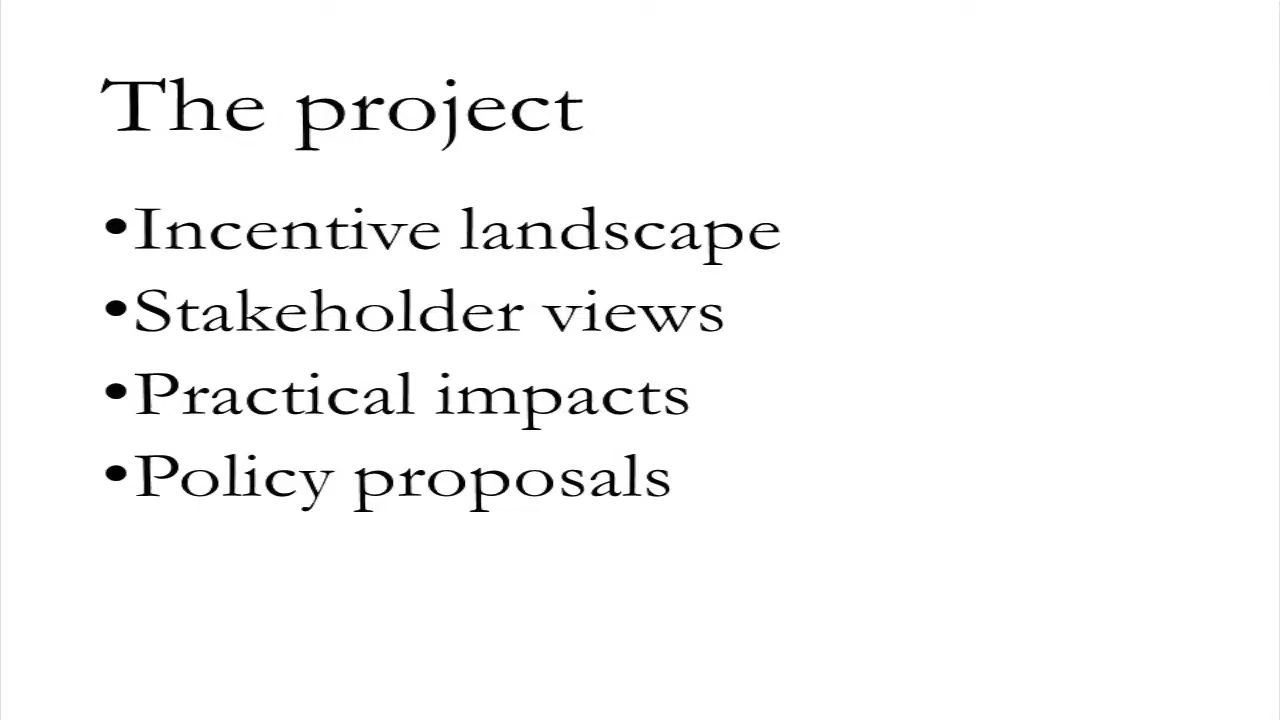 The project
•Incentive landscape
•Stakeholder views
•Practical impacts
•Policy proposals